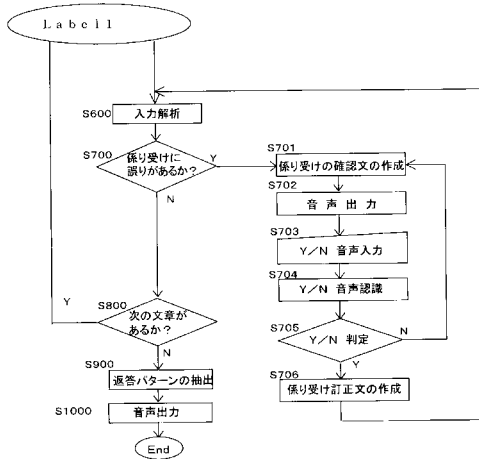 Label1
S600
入力解析
S700
係り受けに
誤りがあるか?
Y
N
S701
係り受けの確認文の作成
S702
音 声 出 力
S703
Y/N 音声入力
S704
Y/N 音声認識
S705
Y/N 判定
N
Y
S706
係り受け訂正文の作成
S800
次の文章が
あるか?
Y
N
S900
返答パターンの抽出
S1000
音声出力
End